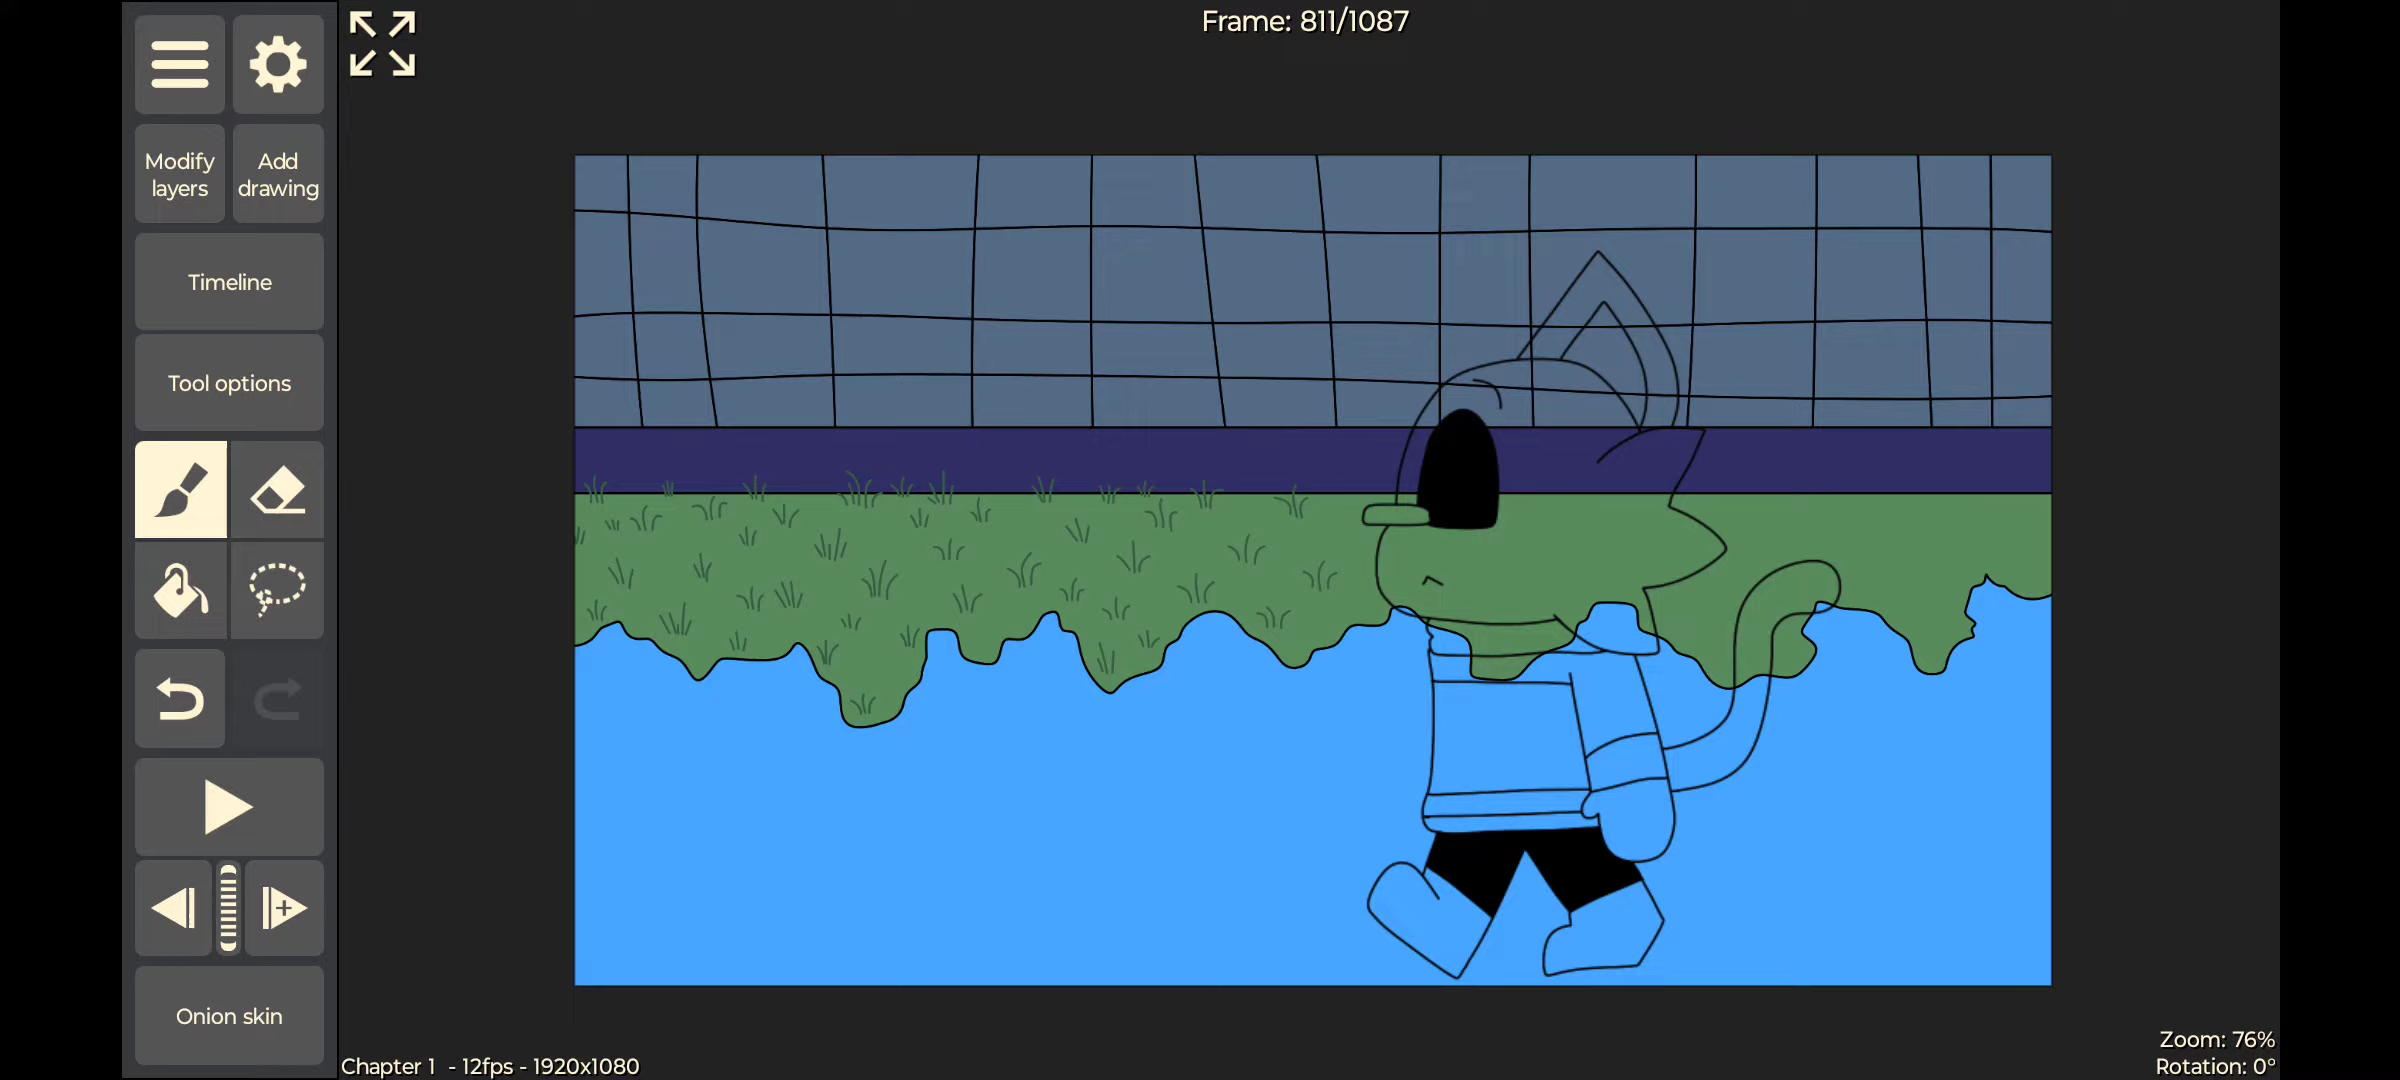 Frame: 811/1087
Modify
layers
Add
drawing
Timeline
Tool options
Onion skin
Chapter 1 - 12fps - 1920x1080
Zoom: 76%
Rotation: 0°